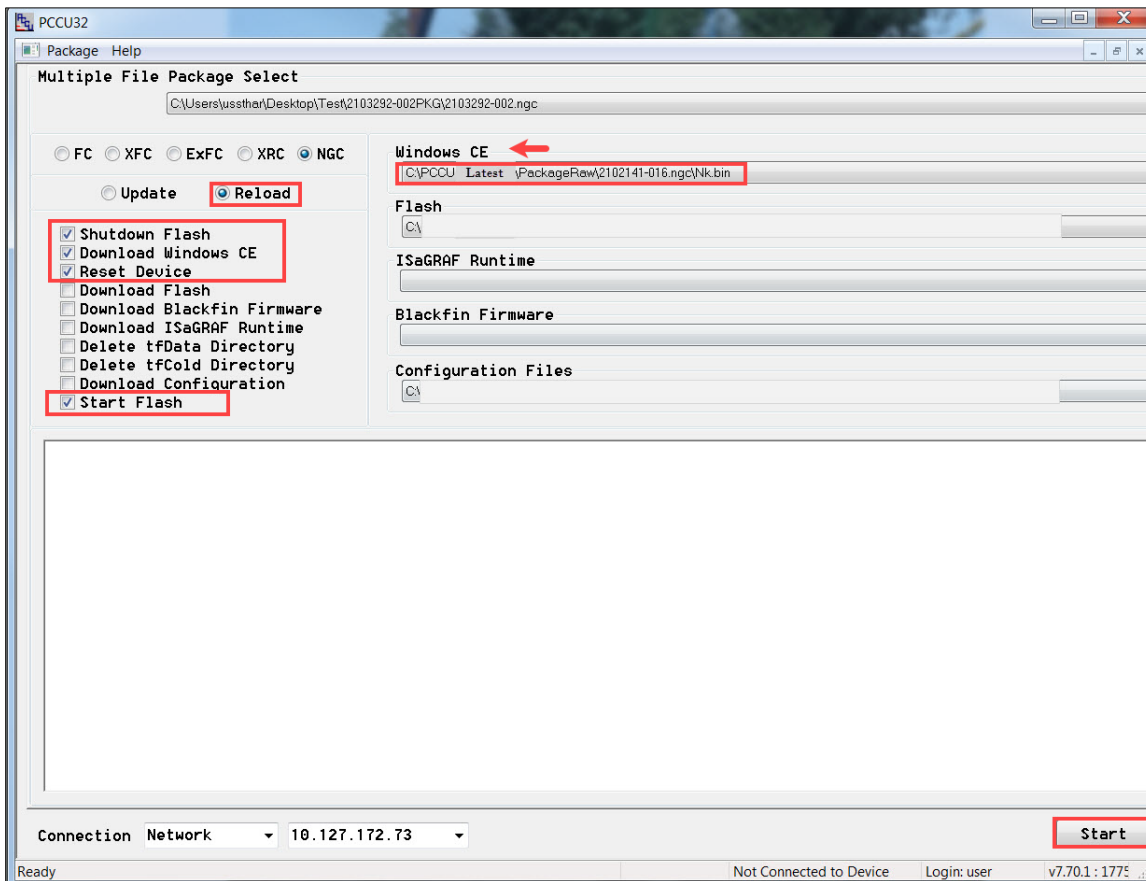 PCCU32
Package Help
Multiple File Package Select
C:\Users\ussthar\Desktop\Test\2103292-002PKG\2103292-002.ngc
FC XFC ExFC XRC NGC
Update Reload
Shutdown Flash
Download Windows CE
Reset Device
Download Flash
Download Blackfin Firmware
Download ISaGRAF Runtime
Delete tfData Directory
Delete tfCold Directory
Download Configuration
Start Flash
Windows CE
C:\PCCU Latest \PackageRaw\2102141-016.ngc\Nk.bin
Flash
C:\
ISaGRAF Runtime
Blackfin Firmware
Configuration Files
C:\
Connection Network 10.127.172.73
Start
Ready Not Connected to Device Login: user v7.70.1 : 1775